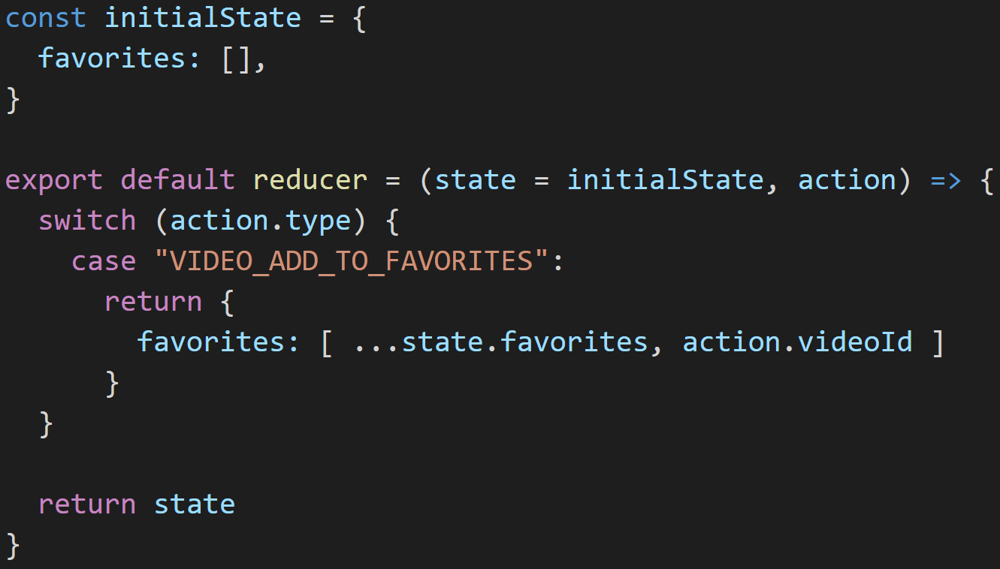 const initialState = {
  favorites: [],
}

export default reducer = (state = initialState, action) => {
  switch (action.type) {
    case "VIDEO_ADD_TO_FAVORITES":
      return {
        favorites: [ ...state.favorites, action.videoId ]
      }
  }

  return state
}